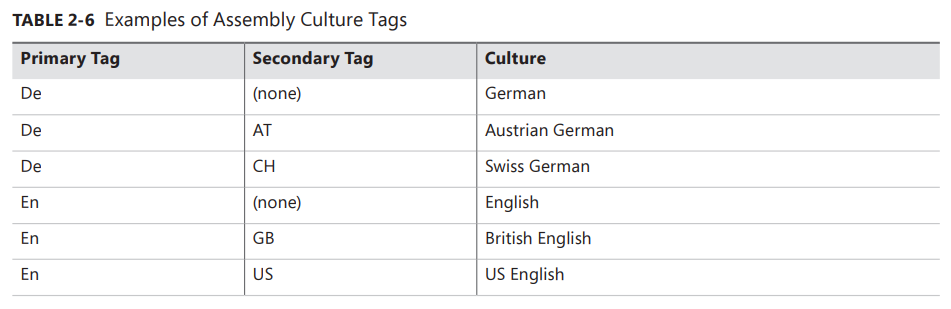 TABLE 2-6 Examples of Assembly Culture Tags
Primary Tag Secondary Tag Culture
De (none) German
De AT Austrian German
De CH Swiss German
En (none) English
En GB British English
En US US English